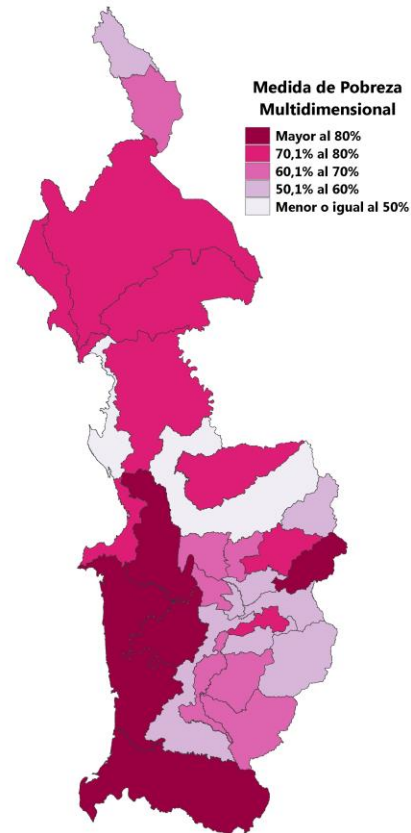 Medida de Pobreza
Multidimensional
Mayor al 80%
70,1% al 80%
60,1% al 70%
50,1% al 60%
Menor o igual al 50%